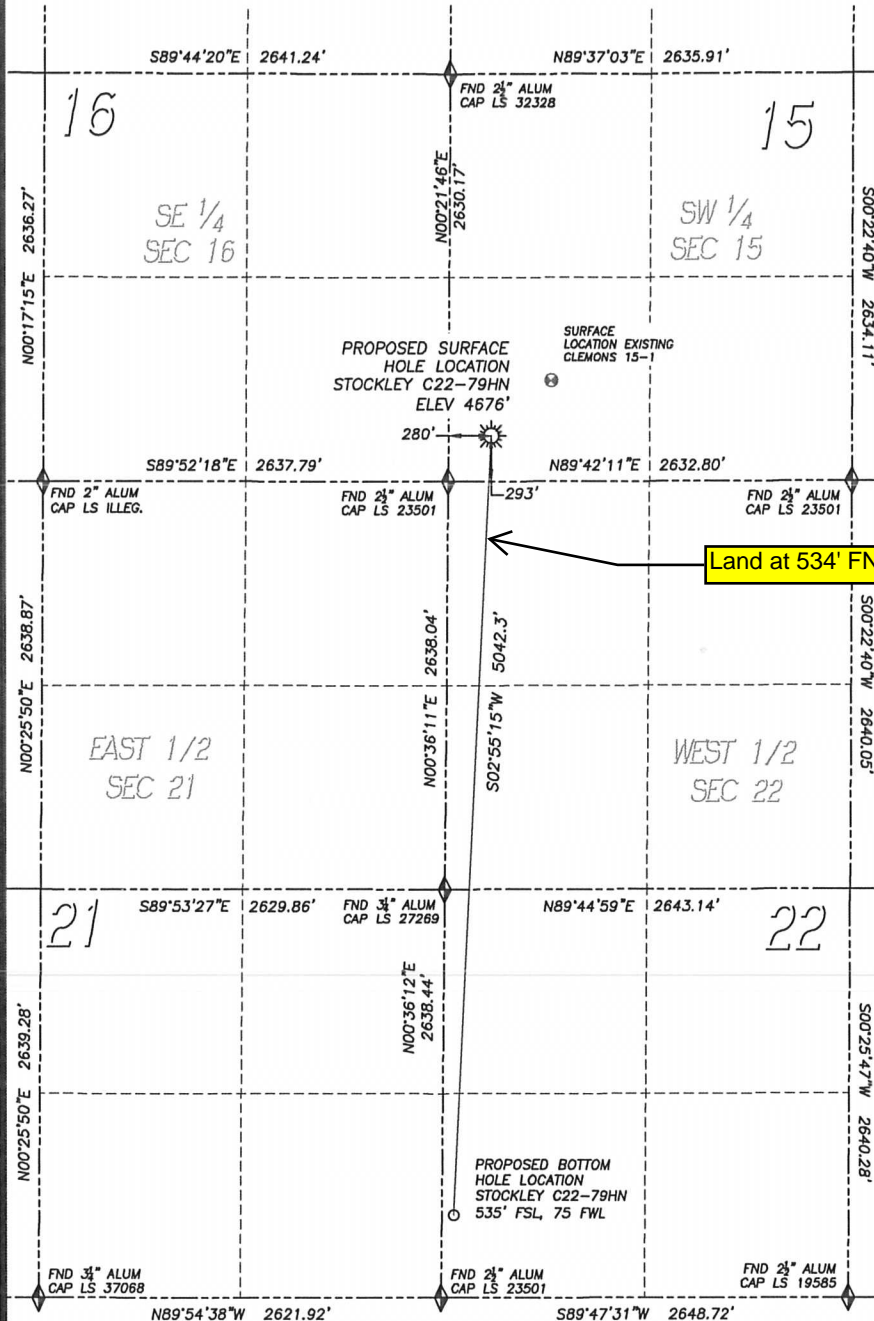 S89°44'20"E 2641.24'
N89°37'03"E 2635.91'
FND 2½" ALUM
CAP LS 32328
16
15
N00°17'15"E 2636.27'
N00°21'46"E
2630.17'
S00°22'40"W 2634.11'
SE 1/4
SEC 16
SW 1/4
SEC 15
SURFACE
LOCATION EXISTING
CLEMONS 15-1
PROPOSED SURFACE
HOLE LOCATION
STOCKLEY C22-79HN
ELEV 4676'
280'
S89°52'18"E 2637.79'
N89°42'11"E 2632.80'
293'
FND 2" ALUM
CAP LS ILLEG.
FND 2½" ALUM
CAP LS 23501
FND 2½" ALUM
CAP LS 23501
Land at 534' FN
N00°25'50"E 2638.87'
N00°36'11"E 2638.04'
S02°55'15"W 5042.3'
S00°22'40"W 2640.05'
EAST 1/2
SEC 21
WEST 1/2
SEC 22
S89°53'27"E 2629.86'
FND 3¼" ALUM
CAP LS 27269
N89°44'59"E 2643.14'
21
22
N00°25'50"E 2639.28'
N00°36'12"E
2638.44'
S00°25'47"W 2640.28'
PROPOSED BOTTOM
HOLE LOCATION
STOCKLEY C22-79HN
535' FSL, 75 FWL
FND 3¼" ALUM
CAP LS 37068
FND 2½" ALUM
CAP LS 23501
FND 2½" ALUM
CAP LS 19585
N89°54'38"W 2621.92'
S89°47'31"W 2648.72'